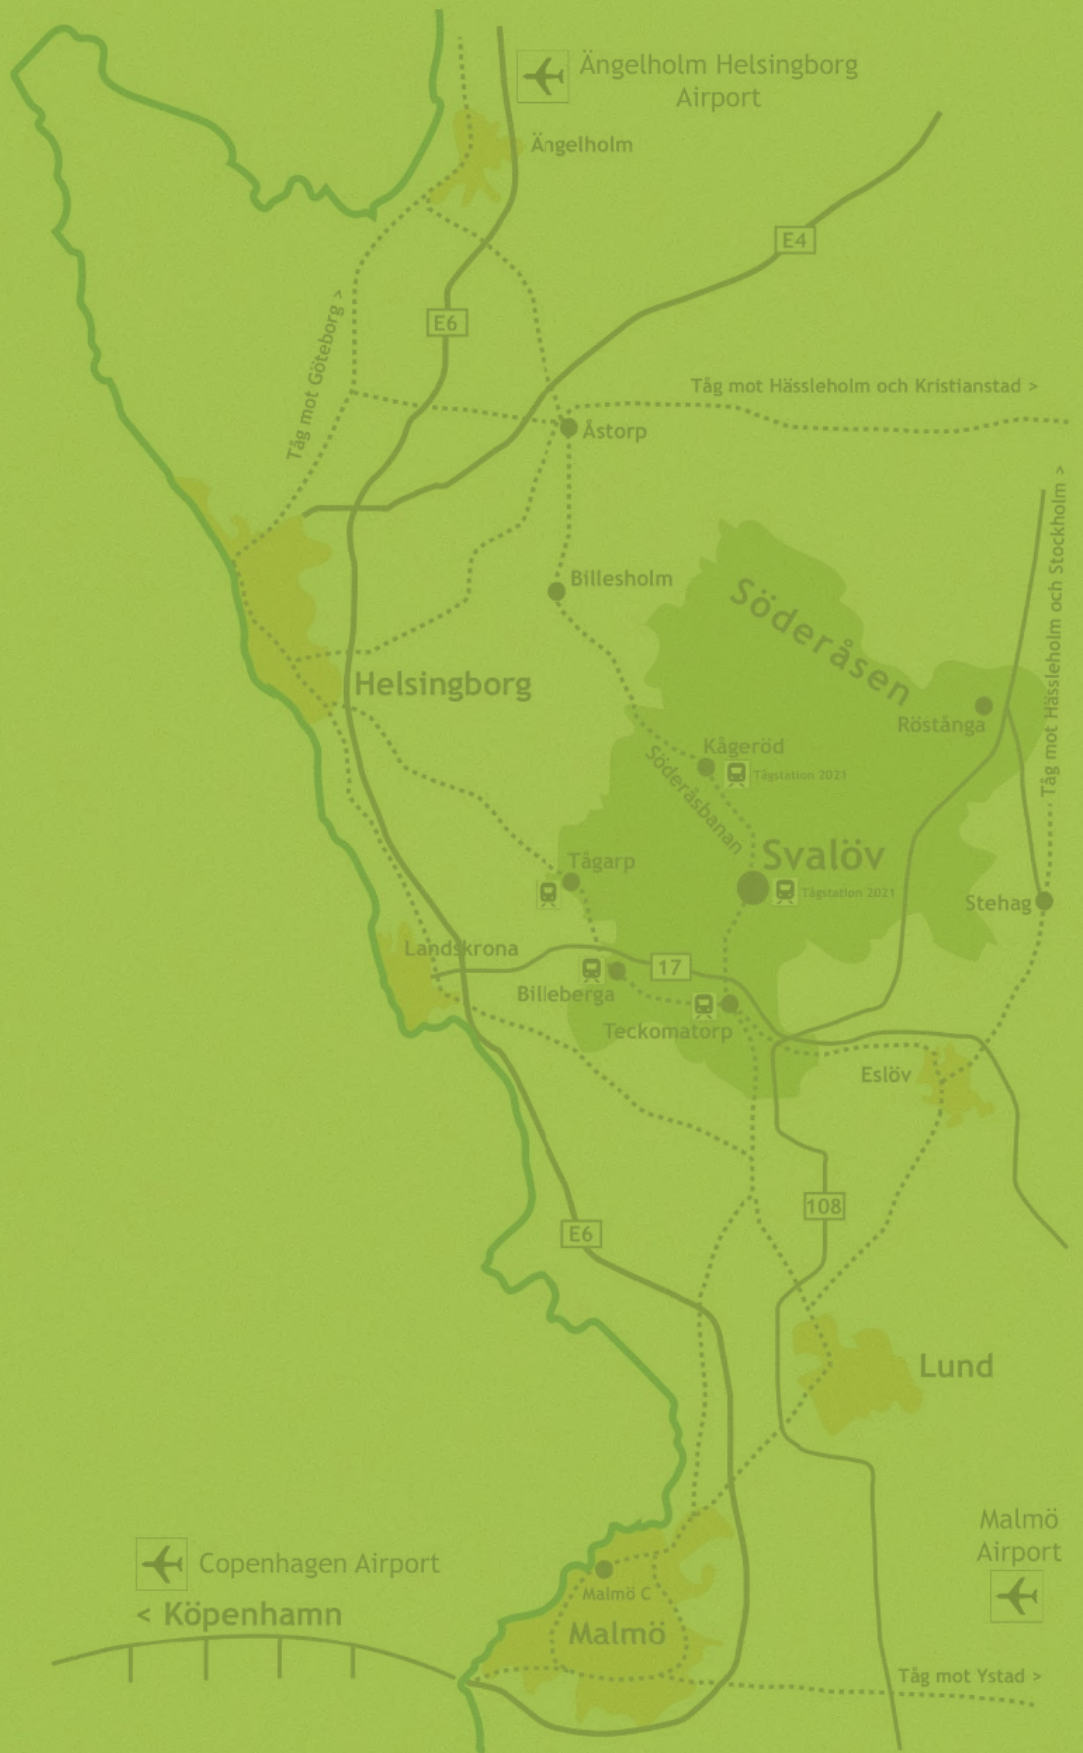 Ängelholm Helsingborg
Airport
Ängelholm
E4
E6
Tåg mot Göteborg >
Tåg mot Hässleholm och Kristianstad >
Åstorp
Tåg mot Hässleholm och Stockholm >
Billesholm
Söderåsen
Helsingborg
Röstånga
Kågeröd
Tågstation 2021
Söderåsbanan
Svalöv
Tågstation 2021
Tågarp
Stehag
Landskrona
17
Billeberga
Teckomatorp
Eslöv
108
E6
Lund
Malmö
Airport
Copenhagen Airport
< Köpenhamn
Malmö C
Malmö
Tåg mot Ystad >